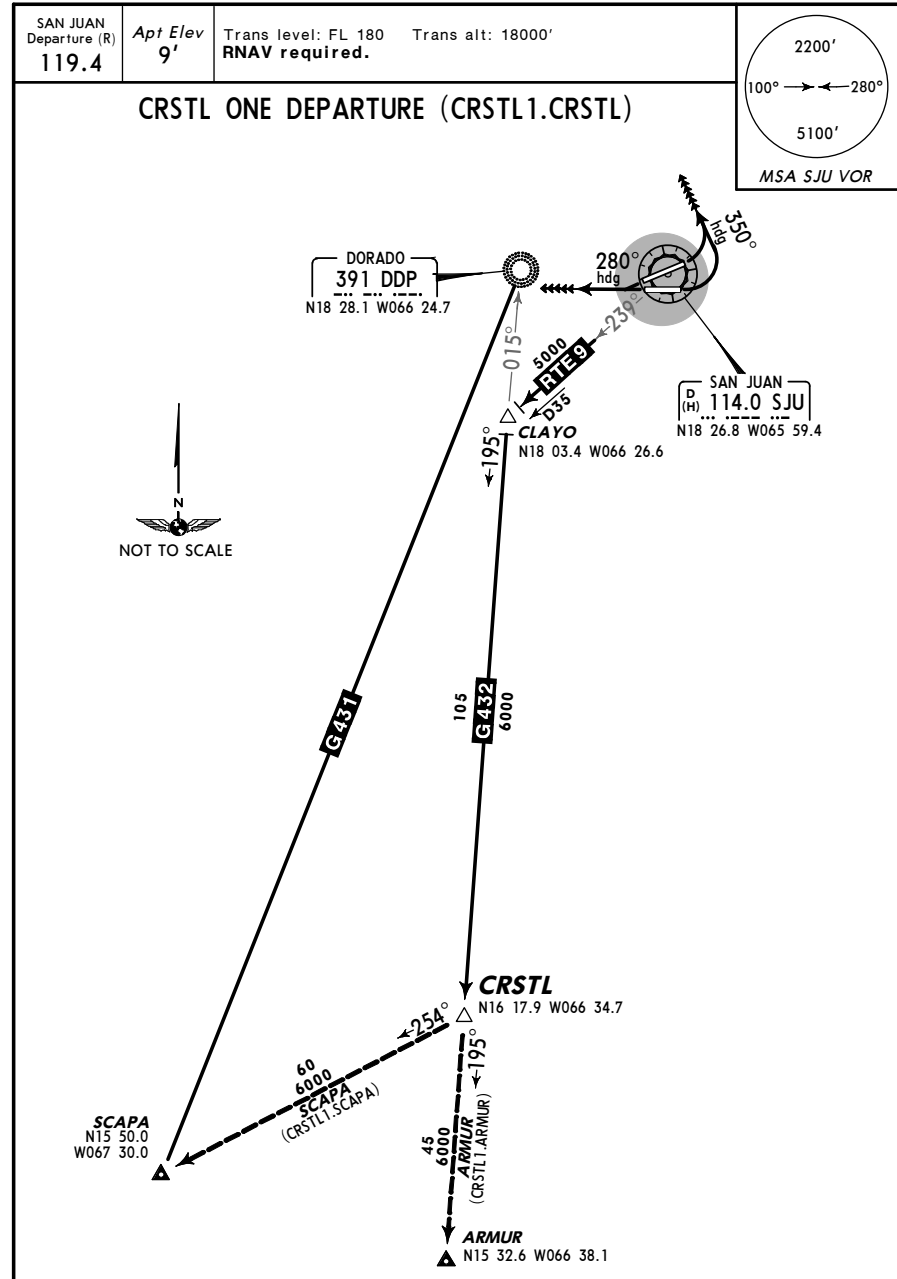 SAN JUAN
Departure (R)
119.4
Apt Elev
9'
Trans level: FL 180 Trans alt: 18000'
RNAV required.
2200'
100° 280°
5100'
MSA SJU VOR
CRSTL ONE DEPARTURE (CRSTL1.CRSTL)
DORADO
391 DDP
N18 28.1 W066 24.7
280°
hdg
350°
hdg
239°
015°
5000
RTE 9
D35
SAN JUAN
D
(H) 114.0 SJU
N18 26.8 W065 59.4
CLAYO
N18 03.4 W066 26.6
195°
N
NOT TO SCALE
G431
105
G432
6000
CRSTL
N16 17.9 W066 34.7
254°
195°
60
6000
SCAPA
(CRSTL1.SCAPA)
45
6000
ARMUR
(CRSTL1.ARMUR)
SCAPA
N15 50.0
W067 30.0
ARMUR
N15 32.6 W066 38.1